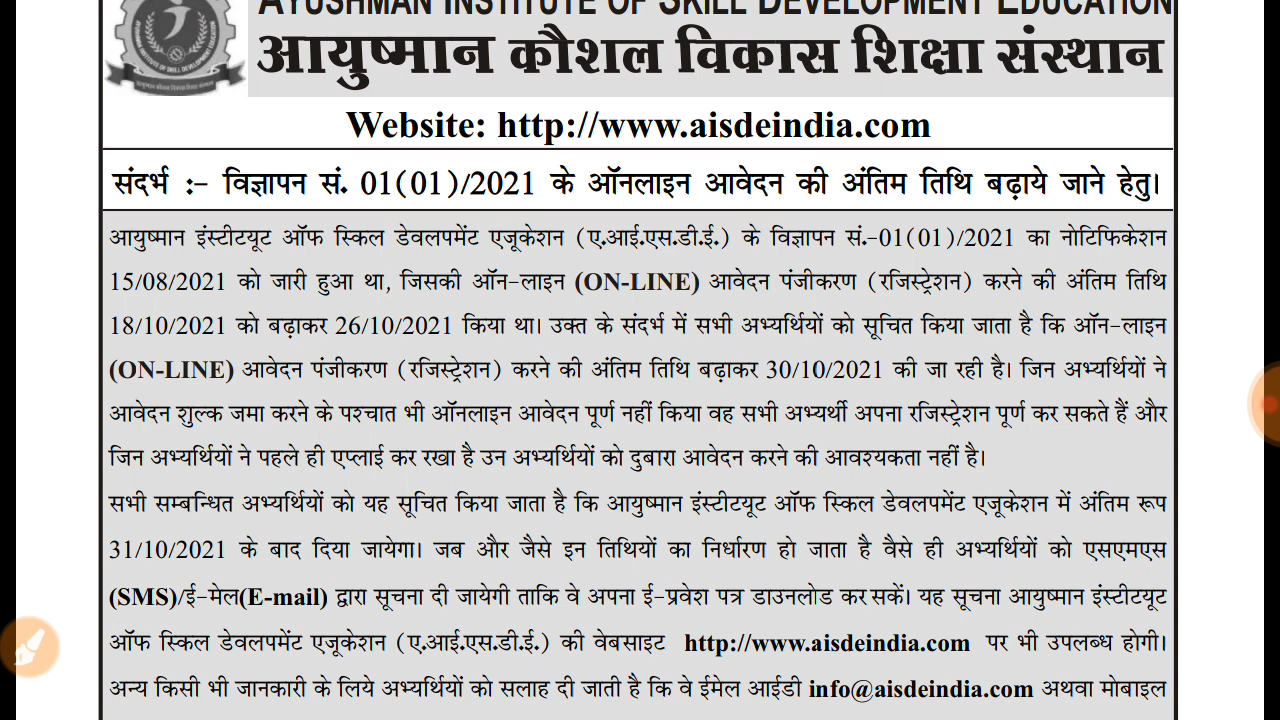 AYUSHMAN INSTITUTE OF SKILL DEVELOPMENT EDUCATION
आयुष्मान कौशल विकास शिक्षा संस्थान
Website: http://www.aisdeindia.com
संदर्भ :- विज्ञापन सं. 01(01)/2021 के ऑनलाइन आवेदन की अंतिम तिथि बढ़ाये जाने हेतु।
आयुष्मान इंस्टीटयूट ऑफ स्किल डेवलपमेंट एजूकेशन (ए.आई.एस.डी.ई.) के विज्ञापन सं.-01(01)/2021 का नोटिफिकेशन
15/08/2021 को जारी हुआ था, जिसकी ऑन-लाइन (ON-LINE) आवेदन पंजीकरण (रजिस्ट्रेशन) करने की अंतिम तिथि
18/10/2021 को बढ़ाकर 26/10/2021 किया था। उक्त के संदर्भ में सभी अभ्यर्थियों को सूचित किया जाता है कि ऑन-लाइन
(ON-LINE) आवेदन पंजीकरण (रजिस्ट्रेशन) करने की अंतिम तिथि बढ़ाकर 30/10/2021 की जा रही है। जिन अभ्यर्थियों ने
आवेदन शुल्क जमा करने के पश्चात भी ऑनलाइन आवेदन पूर्ण नहीं किया वह सभी अभ्यर्थी अपना रजिस्ट्रेशन पूर्ण कर सकते हैं और
जिन अभ्यर्थियों ने पहले ही एप्लाई कर रखा है उन अभ्यर्थियों को दुबारा आवेदन करने की आवश्यकता नहीं है।
सभी सम्बन्धित अभ्यर्थियों को यह सूचित किया जाता है कि आयुष्मान इंस्टीटयूट ऑफ स्किल डेवलपमेंट एजूकेशन में अंतिम रूप
31/10/2021 के बाद दिया जायेगा। जब और जैसे इन तिथियों का निर्धारण हो जाता है वैसे ही अभ्यर्थियों को एसएमएस
(SMS)/ई-मेल(E-mail) द्वारा सूचना दी जायेगी ताकि वे अपना ई-प्रवेश पत्र डाउनलोड कर सकें। यह सूचना आयुष्मान इंस्टीटयूट
ऑफ स्किल डेवलपमेंट एजूकेशन (ए.आई.एस.डी.ई.) की वेबसाइट http://www.aisdeindia.com पर भी उपलब्ध होगी।
अन्य किसी भी जानकारी के लिये अभ्यर्थियों को सलाह दी जाती है कि वे ईमेल आईडी info@aisdeindia.com अथवा मोबाइल